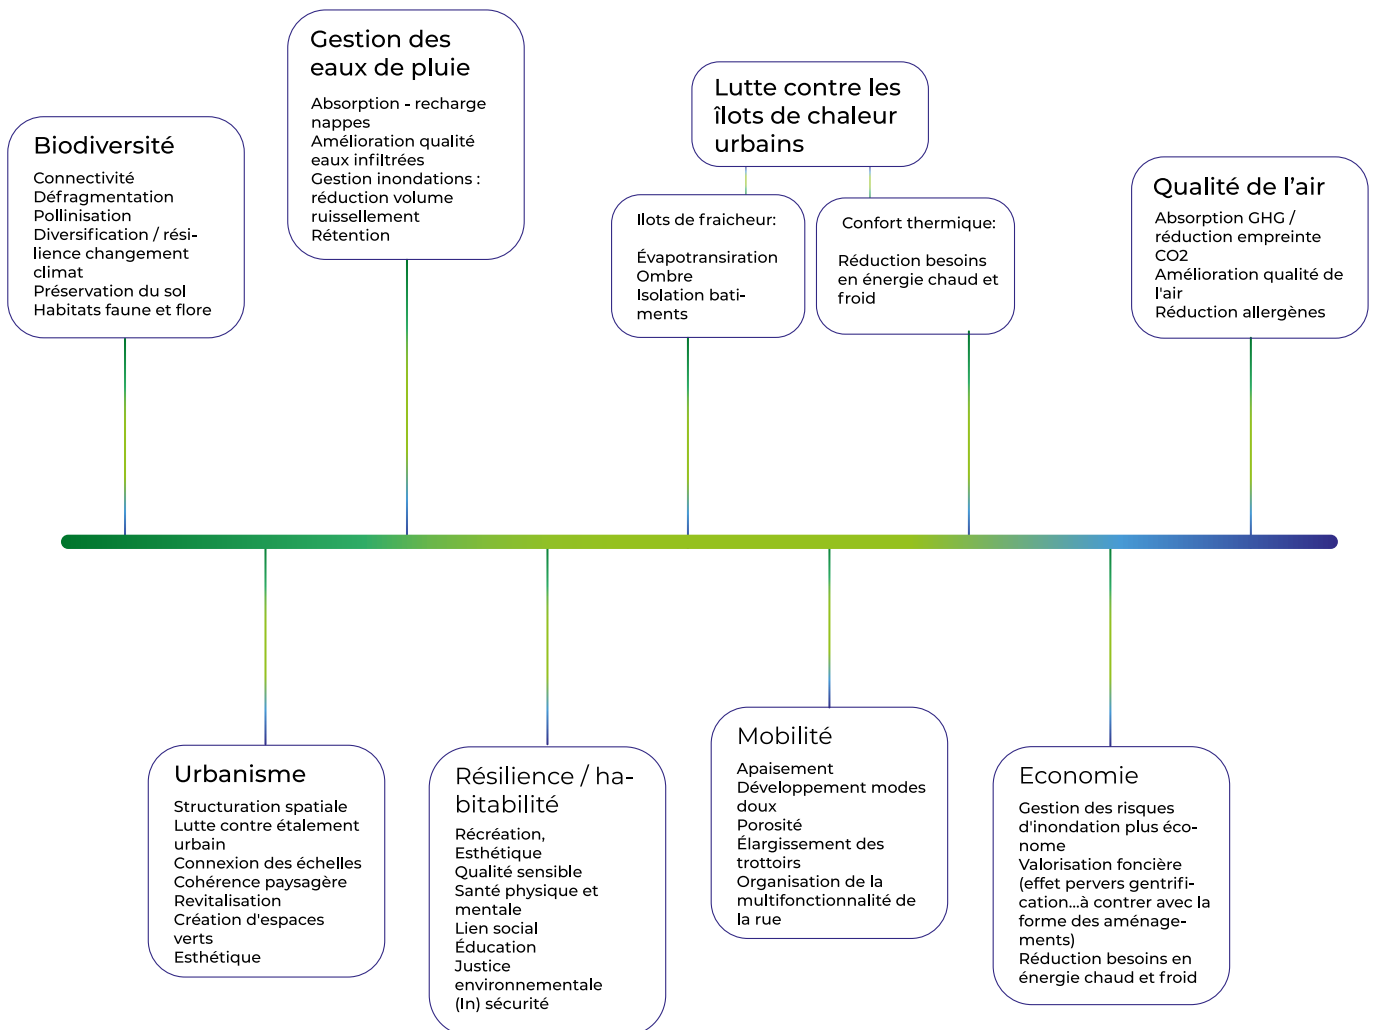 Gestion des
eaux de pluie
Absorption - recharge
nappes
Amélioration qualité
eaux infiltrées
Gestion inondations :
réduction volume
ruissellement
Rétention
Lutte contre les
îlots de chaleur
urbains
Biodiversité
Connectivité
Défragmentation
Pollinisation
Diversification / rési-
lience changement
climat
Préservation du sol
Habitats faune et flore
Ilots de fraicheur:
Évapotransiration
Ombre
Isolation bati-
ments
Confort thermique:
Réduction besoins
en énergie chaud et
froid
Qualité de l'air
Absorption GHG /
réduction empreinte
CO2
Amélioration qualité de
l'air
Réduction allergènes
Urbanisme
Structuration spatiale
Lutte contre étalement
urbain
Connexion des échelles
Cohérence paysagère
Revitalisation
Création d'espaces
verts
Esthétique
Résilience / ha-
bitabilité
Récréation,
Esthétique
Qualité sensible
Santé physique et
mentale
Lien social
Éducation
Justice
environnementale
(In) sécurité
Mobilité
Apaisement
Développement modes
doux
Porosité
Élargissement des
trottoirs
Organisation de la
multifonctionnalité de
la rue
Economie
Gestion des risques
d'inondation plus éco-
nome
Valorisation foncière
(effet pervers gentrifi-
cation...à contrer avec la
forme des aménage-
ments)
Réduction besoins en
énergie chaud et froid